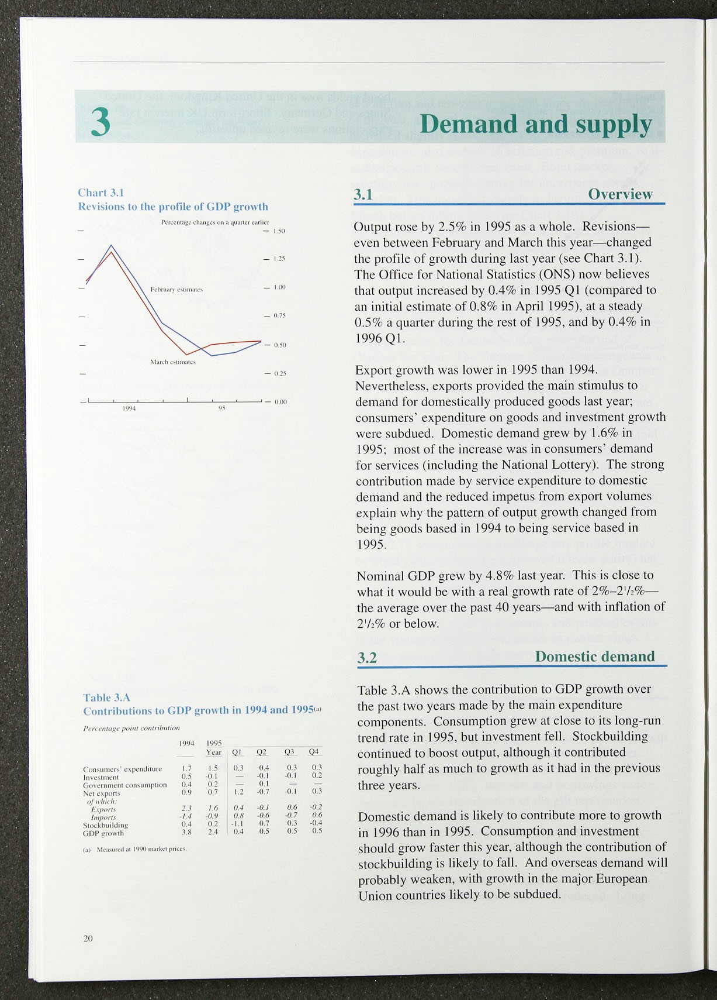 3
Demand and supply
Chart 3.1
Revisions to the profile of GDP growth
Percentage changes on a quarter earlier
1.50
1.25
1.00
0.75
0.50
0.25
0.00
February estimates
March estimates
1994 95
Table 3.A
Contributions to GDP growth in 1994 and 1995(a)
Percentage point contribution
1994 1995
Year Q1 Q2 Q3 Q4
Consumers' expenditure 1.7 1.5 0.3 0.4 0.3 0.3
Investment 0.5 -0.1 — -0.1 -0.1 0.2
Government consumption 0.4 0.2 — 0.1 — —
Net exports 0.9 0.7 1.2 -0.7 -0.1 0.3
of which:
Exports 2.3 1.6 0.4 -0.1 0.6 -0.2
Imports -1.4 -0.9 0.8 -0.6 -0.7 0.6
Stockbuilding 0.4 0.2 -1.1 0.7 0.3 -0.4
GDP growth 3.8 2.4 0.4 0.5 0.5 0.5
(a) Measured at 1990 market prices.
3.1 Overview
Output rose by 2.5% in 1995 as a whole. Revisions—
even between February and March this year—changed
the profile of growth during last year (see Chart 3.1).
The Office for National Statistics (ONS) now believes
that output increased by 0.4% in 1995 Q1 (compared to
an initial estimate of 0.8% in April 1995), at a steady
0.5% a quarter during the rest of 1995, and by 0.4% in
1996 Q1.
Export growth was lower in 1995 than 1994.
Nevertheless, exports provided the main stimulus to
demand for domestically produced goods last year;
consumers' expenditure on goods and investment growth
were subdued. Domestic demand grew by 1.6% in
1995; most of the increase was in consumers' demand
for services (including the National Lottery). The strong
contribution made by service expenditure to domestic
demand and the reduced impetus from export volumes
explain why the pattern of output growth changed from
being goods based in 1994 to being service based in
1995.
Nominal GDP grew by 4.8% last year. This is close to
what it would be with a real growth rate of 2%–2¹/₂%—
the average over the past 40 years—and with inflation of
2¹/₂% or below.
3.2 Domestic demand
Table 3.A shows the contribution to GDP growth over
the past two years made by the main expenditure
components. Consumption grew at close to its long-run
trend rate in 1995, but investment fell. Stockbuilding
continued to boost output, although it contributed
roughly half as much to growth as it had in the previous
three years.
Domestic demand is likely to contribute more to growth
in 1996 than in 1995. Consumption and investment
should grow faster this year, although the contribution of
stockbuilding is likely to fall. And overseas demand will
probably weaken, with growth in the major European
Union countries likely to be subdued.
20